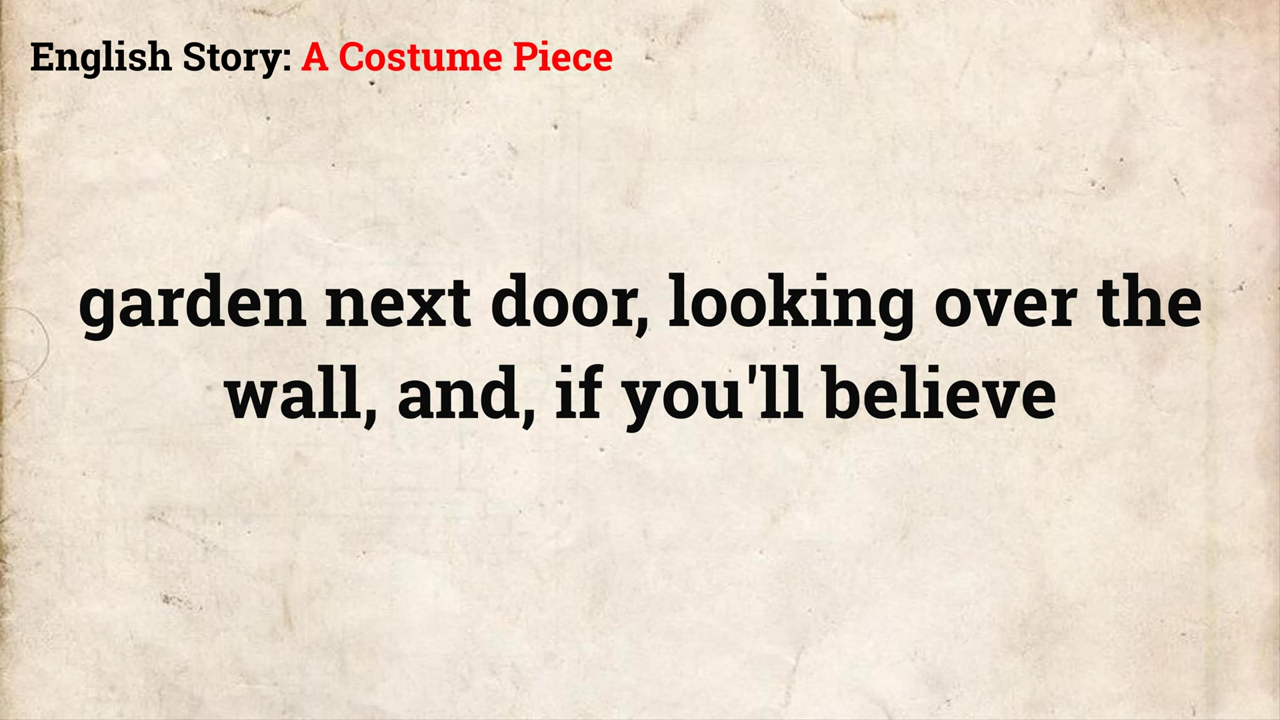 English Story: A Costume Piece
garden next door, looking over the
wall, and, if you'll believe